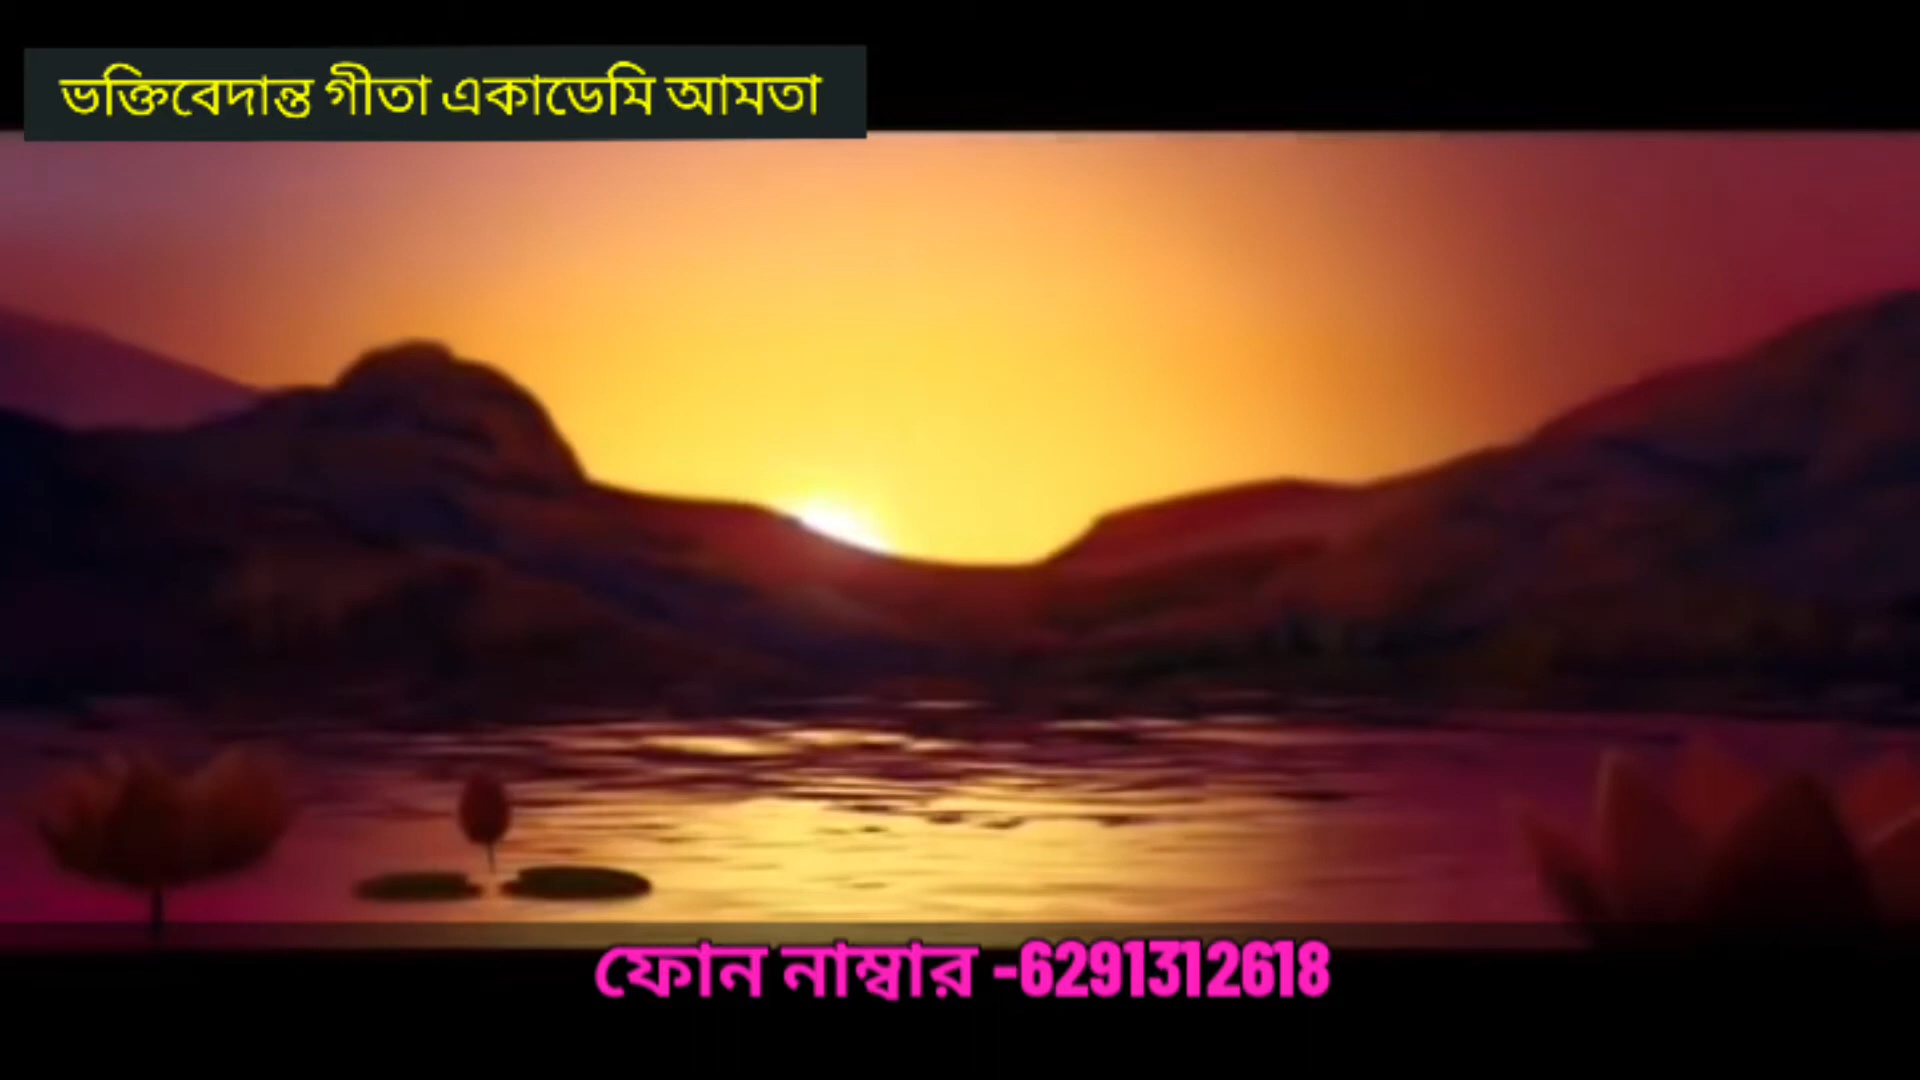 ভক্তিবেদান্ত গীতা একাডেমি আমতা
ফোন নাম্বার -6291312618